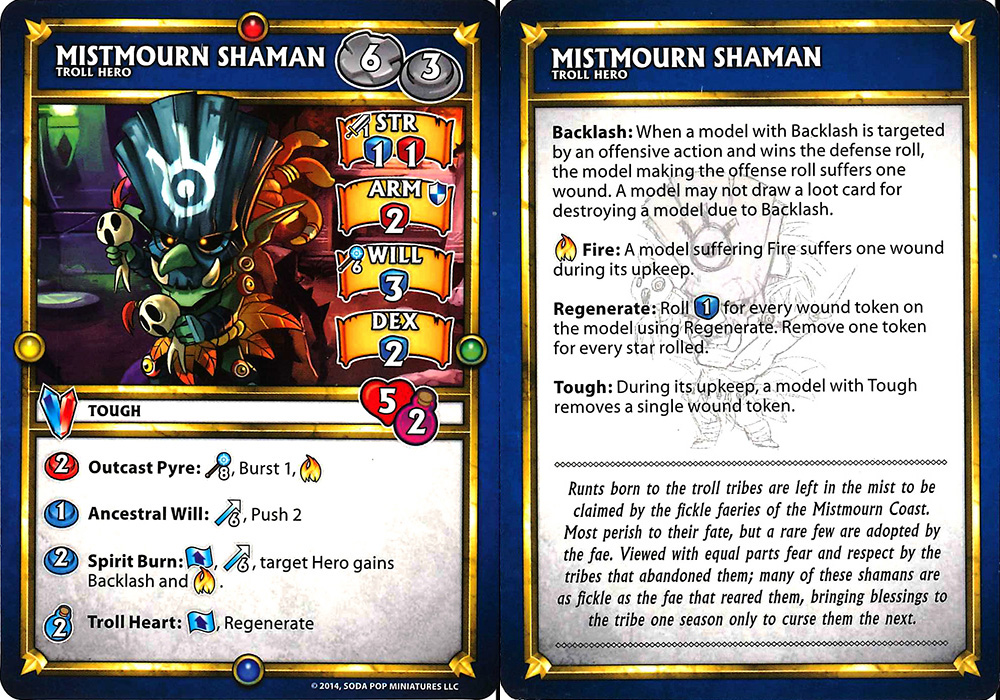 MISTMOURN SHAMAN
TROLL HERO
6
3
STR
1 1
ARM
2
6
WILL
3
DEX
2
TOUGH
5
2
2 Outcast Pyre: 8, Burst 1,
1 Ancestral Will: 6, Push 2
2 Spirit Burn: , 6, target Hero gains
Backlash and .
2 Troll Heart: , Regenerate
© 2014, SODA POP MINIATURES LLC
MISTMOURN SHAMAN
TROLL HERO
Backlash: When a model with Backlash is targeted
by an offensive action and wins the defense roll,
the model making the offense roll suffers one
wound. A model may not draw a loot card for
destroying a model due to Backlash.
Fire: A model suffering Fire suffers one wound
during its upkeep.
Regenerate: Roll 1 for every wound token on
the model using Regenerate. Remove one token
for every star rolled.
Tough: During its upkeep, a model with Tough
removes a single wound token.
Runts born to the troll tribes are left in the mist to be
claimed by the fickle faeries of the Mistmourn Coast.
Most perish to their fate, but a rare few are adopted by
the fae. Viewed with equal parts fear and respect by the
tribes that abandoned them; many of these shamans are
as fickle as the fae that reared them, bringing blessings to
the tribe one season only to curse them the next.